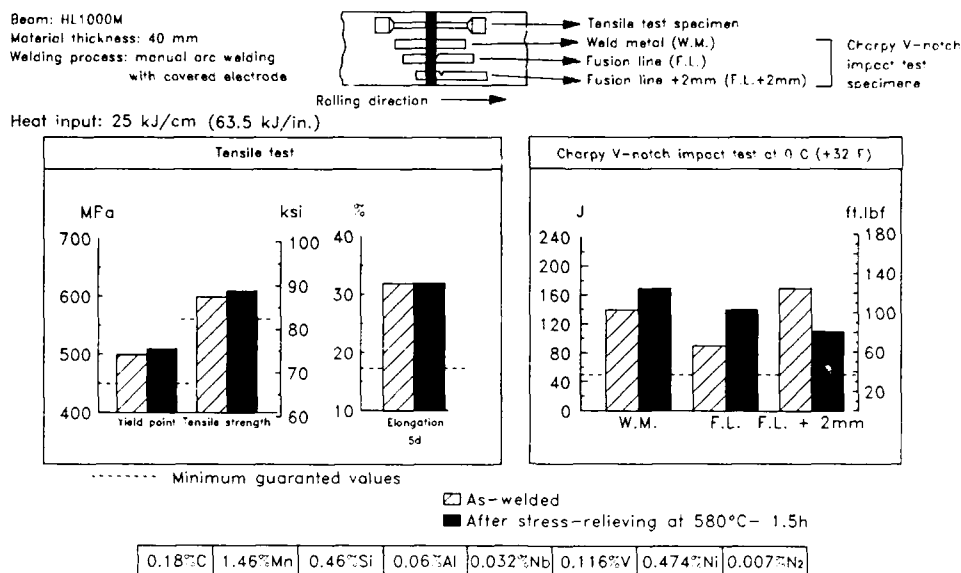 Beam: HL1000M
Material thickness: 40 mm
Welding process: manual arc welding
with covered electrode
Tensile test specimen
Weld metal (W.M.)
Fusion line (F.L.)
Fusion line +2mm (F.L.+2mm)
Charpy V-notch
impact test
specimene
Rolling direction
Heat input: 25 kJ/cm (63.5 kJ/in.)
Tensile test
MPa
700
600
500
400
ksi
100
90
80
70
60
%
40
30
20
10
Yield point
Tensile strength
Elongation
5d
Charpy V-notch impact test at 0 C (+32 F)
J
240
200
160
120
80
40
0
ft.lbf
180
160
140
120
100
80
60
40
20
W.M.
F.L.
F.L. + 2mm
Minimum guaranted values
As-welded
After stress-relieving at 580°C- 1.5h
0.18%C 1.46%Mn 0.46%Si 0.06%Al 0.032%Nb 0.116%V 0.474%Ni 0.007%N₂